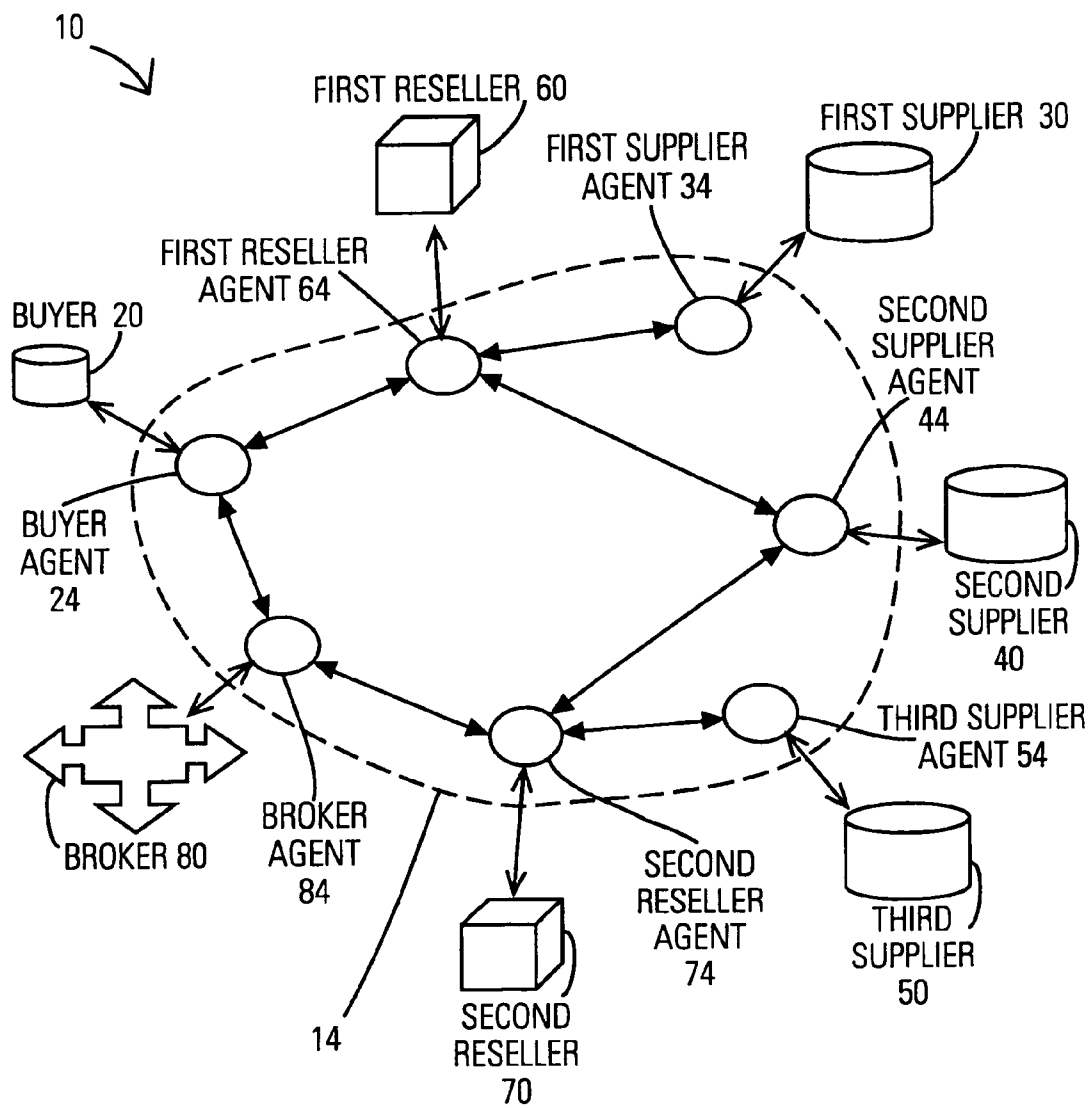 10
FIRST RESELLER 60
FIRST SUPPLIER 30
FIRST SUPPLIER
AGENT 34
FIRST RESELLER
AGENT 64
BUYER 20
SECOND
SUPPLIER
AGENT
44
BUYER
AGENT
24
SECOND
SUPPLIER
40
THIRD SUPPLIER
AGENT 54
BROKER 80
BROKER
AGENT
84
SECOND
RESELLER
AGENT
74
THIRD
SUPPLIER
50
14
SECOND
RESELLER
70